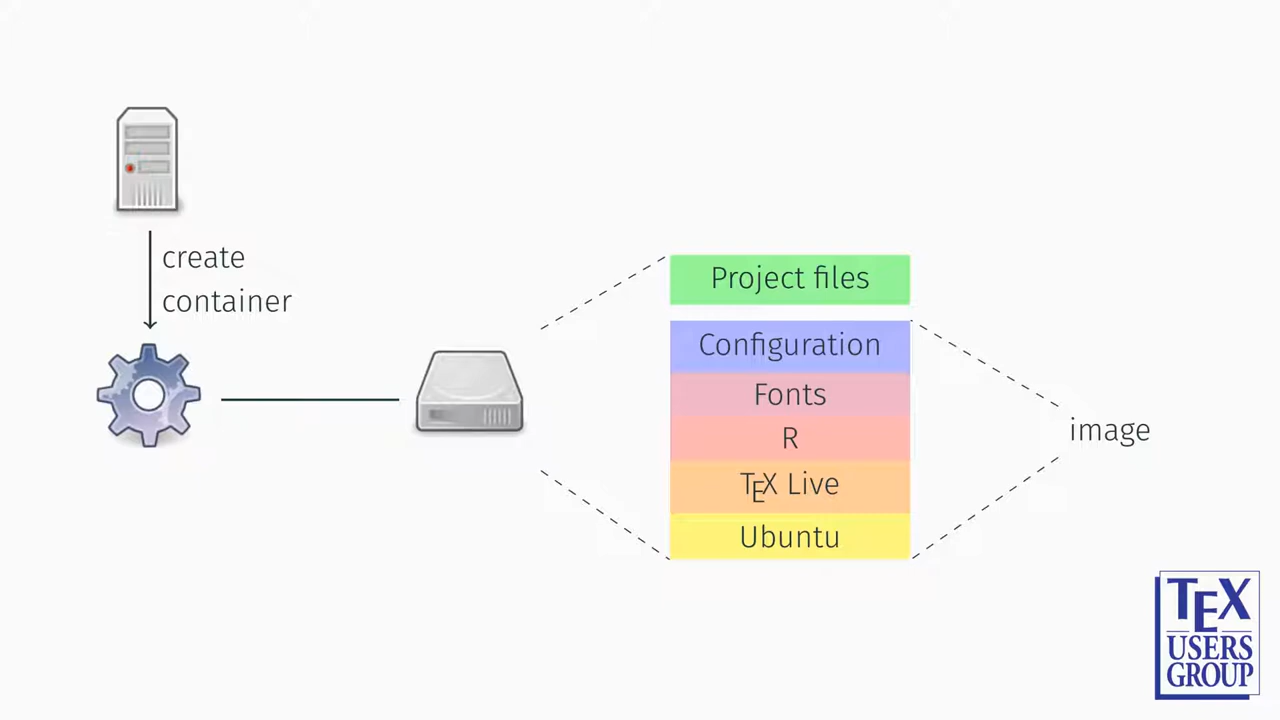 create
container
Project files
Configuration
Fonts
R
TEX Live
Ubuntu
image
TEX
USERS
GROUP